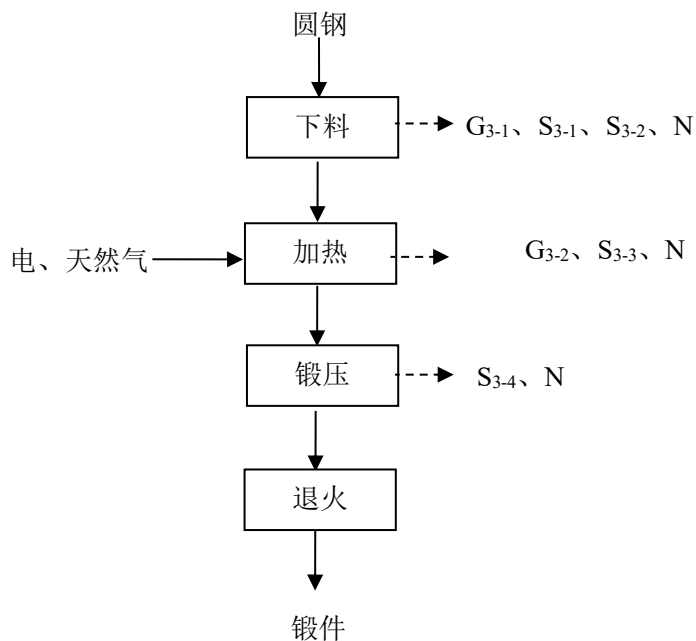 圆钢
下料
G3-1、S3-1、S3-2、N
电、天然气
加热
G3-2、S3-3、N
锻压
S3-4、N
退火
锻件